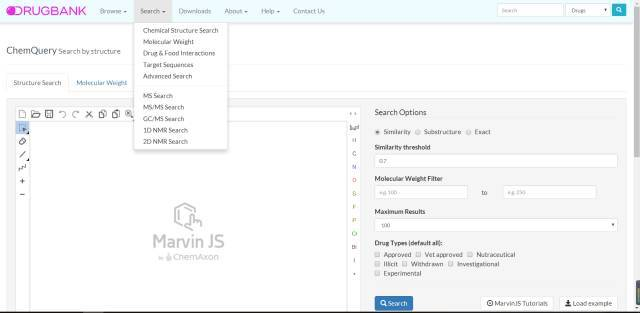 DRUGBANK Browse Search Downloads About Help Contact Us Search Drugs
Chemical Structure Search
Molecular Weight
Drug & Food Interactions
Target Sequences
Advanced Search
MS Search
MS/MS Search
GC/MS Search
1D NMR Search
2D NMR Search
ChemQuery Search by structure
Structure Search Molecular Weight
H
C
N
O
S
F
P
Cl
Br
I
Marvin JS
by ChemAxon
Search Options
Similarity Substructure Exact
Similarity threshold
0.7
Molecular Weight Filter
e.g. 100 to e.g. 250
Maximum Results
100
Drug Types (default all):
Approved Vet approved Nutraceutical
Illicit Withdrawn Investigational
Experimental
Search MarvinJS Tutorials Load example